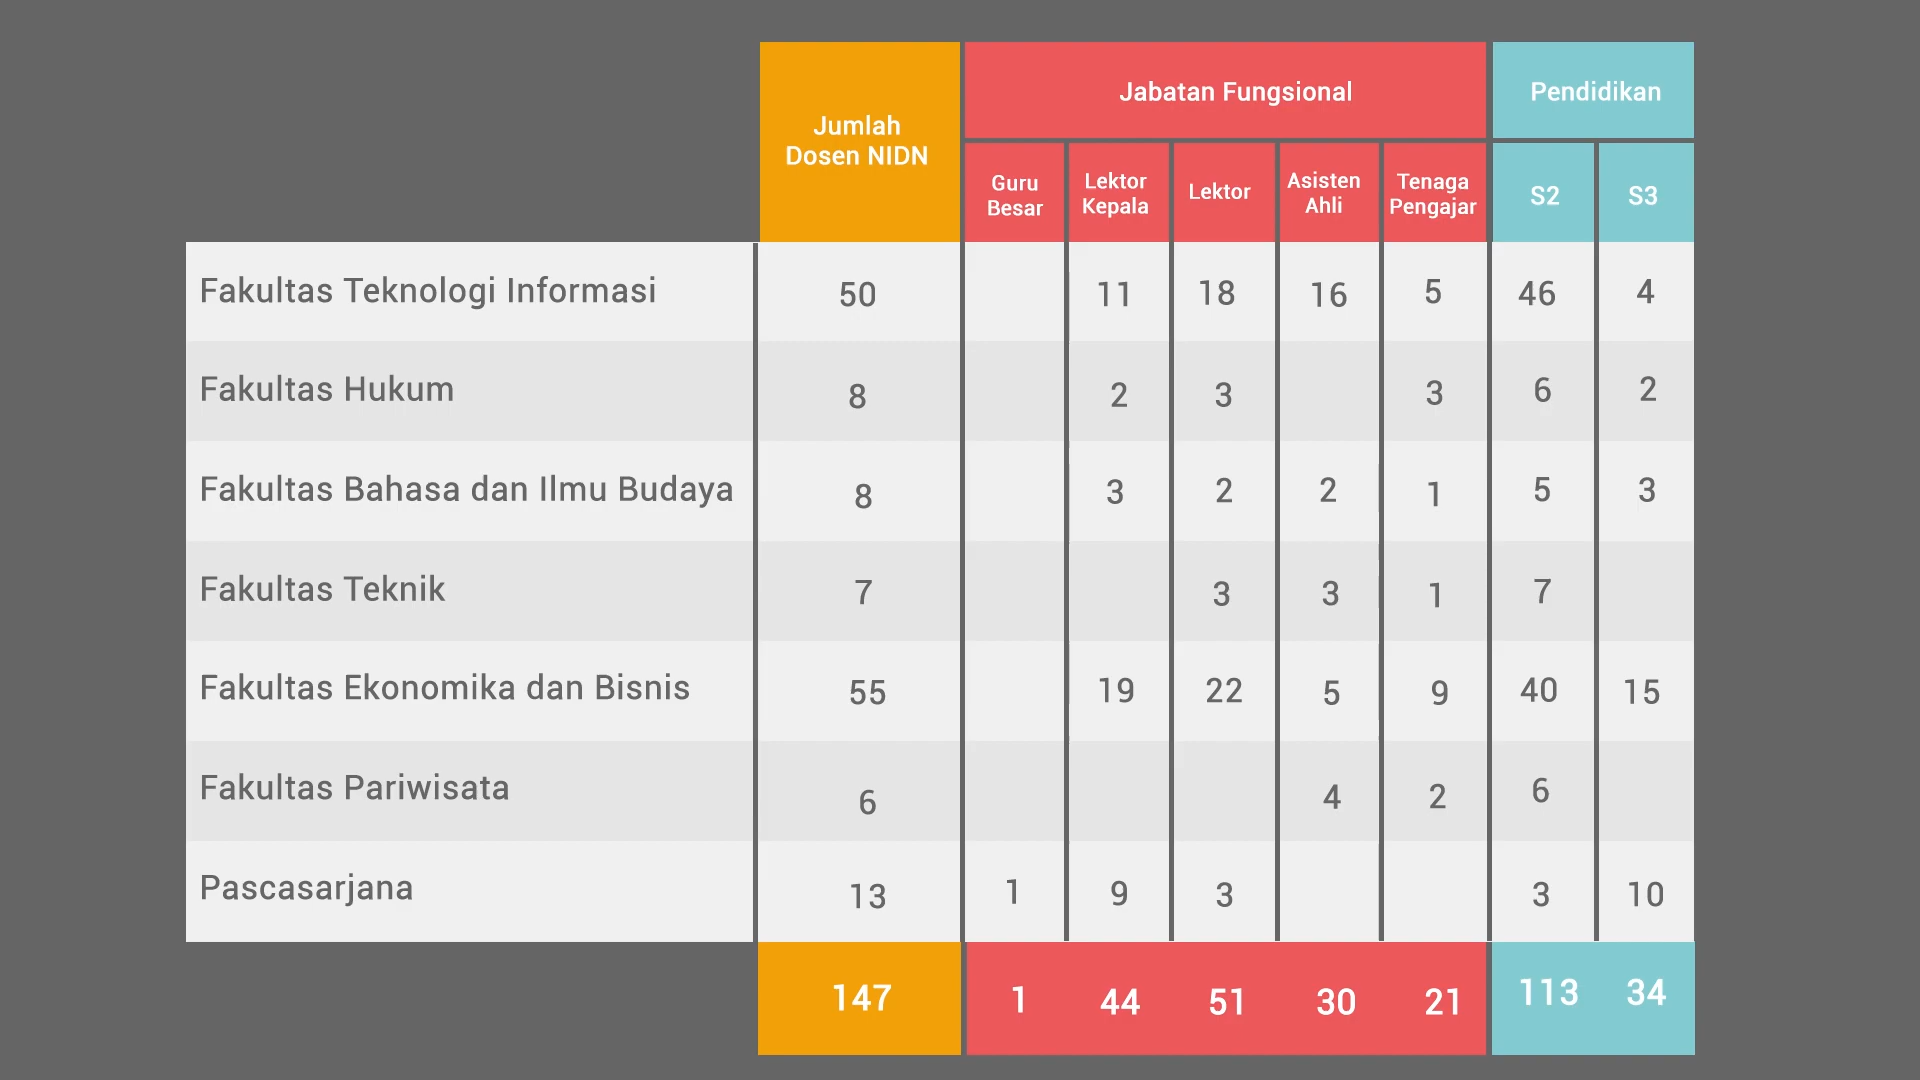 Jumlah
Dosen NIDN
Jabatan Fungsional
Pendidikan
Guru
Besar
Lektor
Kepala
Lektor
Asisten
Ahli
Tenaga
Pengajar
S2
S3
Fakultas Teknologi Informasi 50 11 18 16 5 46 4
Fakultas Hukum 8 2 3 3 6 2
Fakultas Bahasa dan Ilmu Budaya 8 3 2 2 1 5 3
Fakultas Teknik 7 3 3 1 7
Fakultas Ekonomika dan Bisnis 55 19 22 5 9 40 15
Fakultas Pariwisata 6 4 2 6
Pascasarjana 13 1 9 3 3 10
147 1 44 51 30 21 113 34